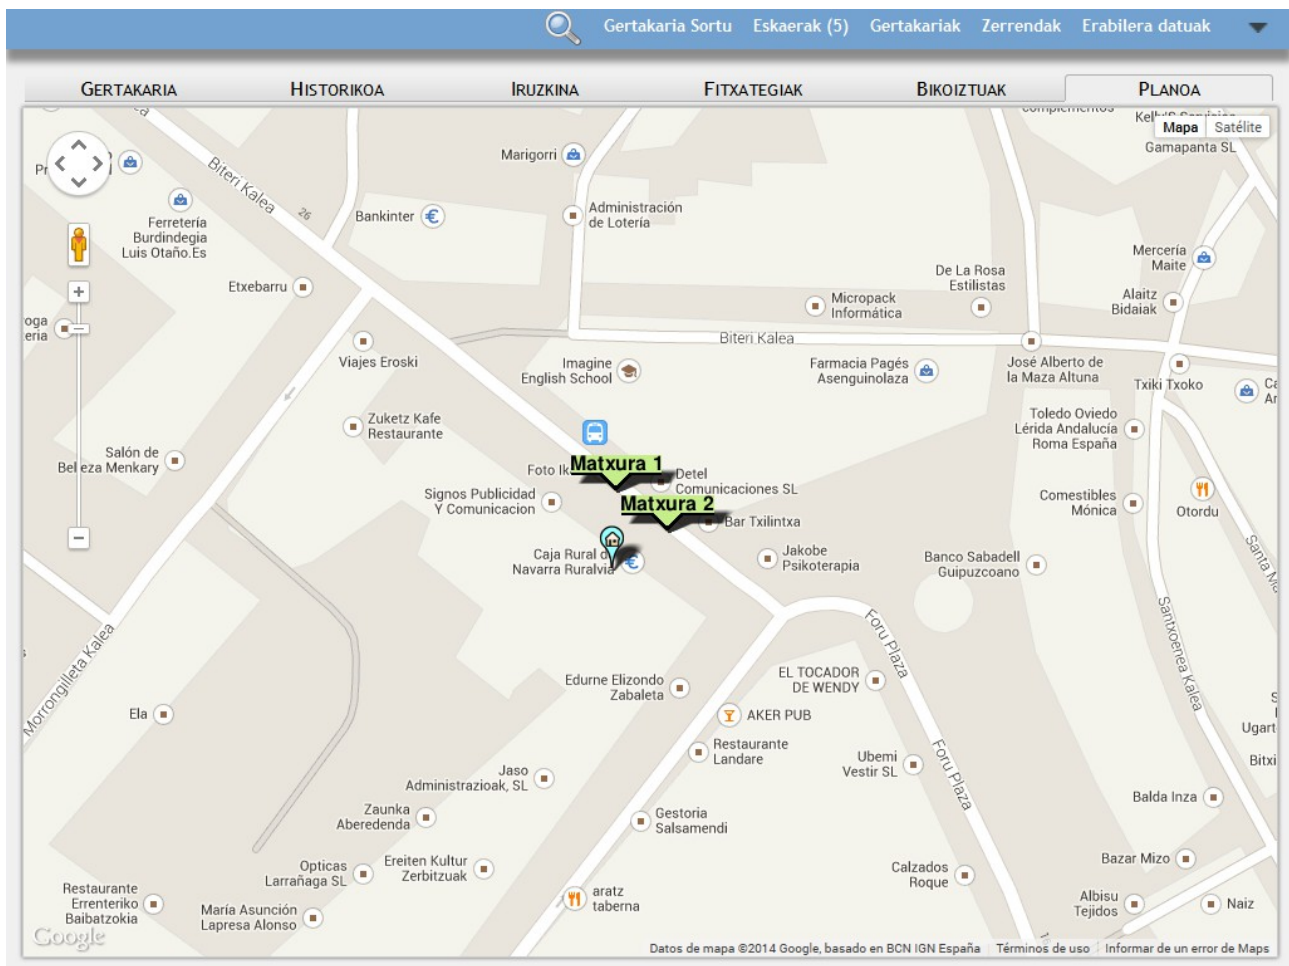 Gertakaria Sortu Eskaerak (5) Gertakariak Zerrendak Erabilera datuak
GERTAKARIA HISTORIKOA IRUZKINA FITXATEGIAK BIKOIZTUAK PLANOA
Mapa Satélite
Gamapanta SL
Marigorri
Biteri Kalea
26
Ferretería
Burdindegia
Luis Otaño.Es
Bankinter
Administración
de Lotería
Mercería
Maite
De La Rosa
Estilistas
Etxebarru
Micropack
Informática
Alaitz
Bidaiak
Biteri Kalea
Viajes Eroski
Imagine
English School
Farmacia Pagés
Asenguinolaza
José Alberto de
la Maza Altuna
Txiki Txoko
Zuketz Kafe
Restaurante
Toledo Oviedo
Lérida Andalucía
Roma España
Salón de
Belleza Menkary
Foto
Matxura 1
Detel
Comunicaciones SL
Signos Publicidad
Y Comunicacion
Matxura 2
Comestibles
Mónica
Otordu
Bar Txilintxa
Caja Rural
Navarra Ruralvia
Jakobe
Psikoterapia
Banco Sabadell
Guipuzcoano
Santa
Santxoenea Kalea
Foru Plaza
Morrongilleta Kalea
Edurne Elizondo
Zabaleta
EL TOCADOR
DE WENDY
Ela
AKER PUB
Restaurante
Landare
Ubemi
Vestir SL
Foru Plaza
Jaso
Administrazioak, SL
Balda Inza
Zaunka
Aberedenda
Gestoria
Salsamendi
Opticas
Larrañaga SL
Ereiten Kultur
Zerbitzuak
Calzados
Roque
Bazar Mizo
Restaurante
Errenteriko
Baibatzokia
María Asunción
Lapresa Alonso
aratz
taberna
Albisu
Tejidos
Naiz
Google
Datos de mapa ©2014 Google, basado en BCN IGN España Términos de uso Informar de un error de Maps